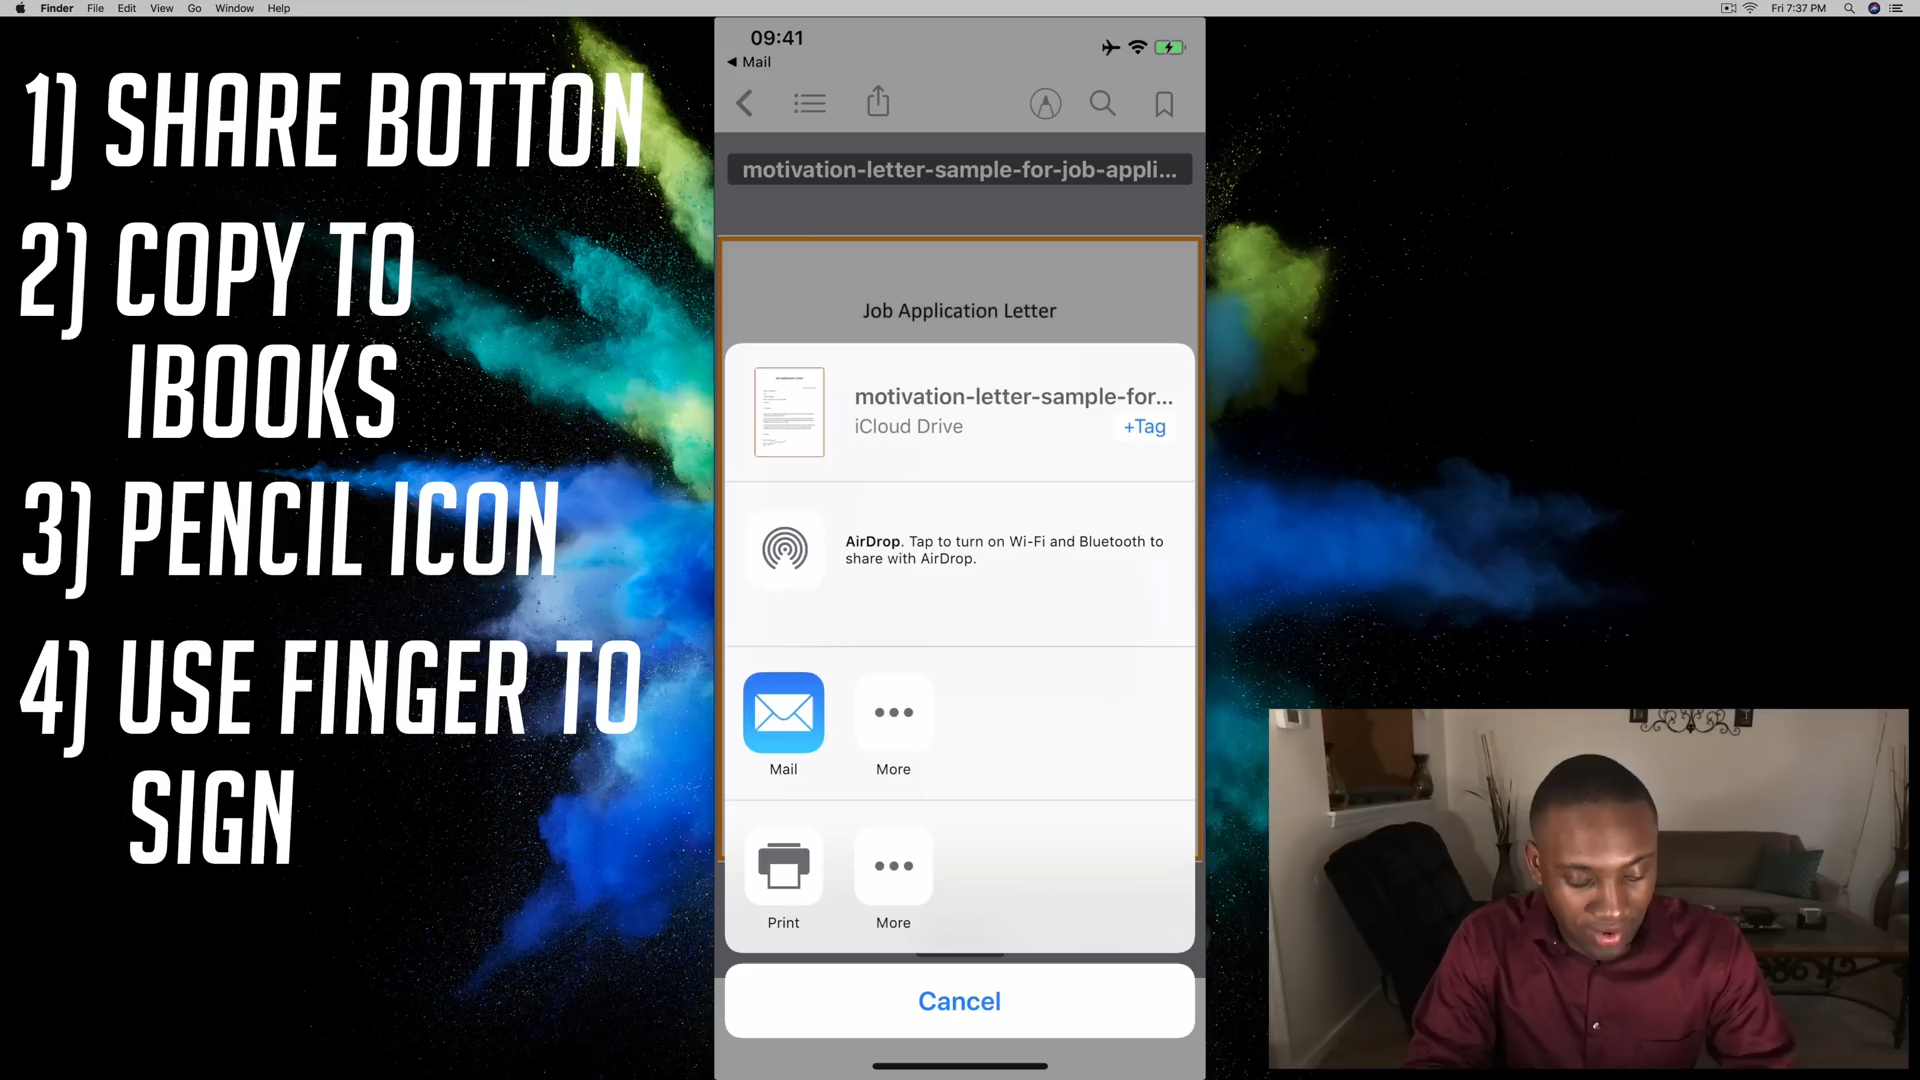 Finder File Edit View Go Window Help
Fri 7:37 PM
1) SHARE BOTTON
2) COPY TO
IBOOKS
3) PENCIL ICON
4) USE FINGER TO
SIGN
09:41
Mail
motivation-letter-sample-for-job-appli...
Job Application Letter
motivation-letter-sample-for...
iCloud Drive
+Tag
AirDrop. Tap to turn on Wi-Fi and Bluetooth to
share with AirDrop.
Mail More
Print More
Cancel